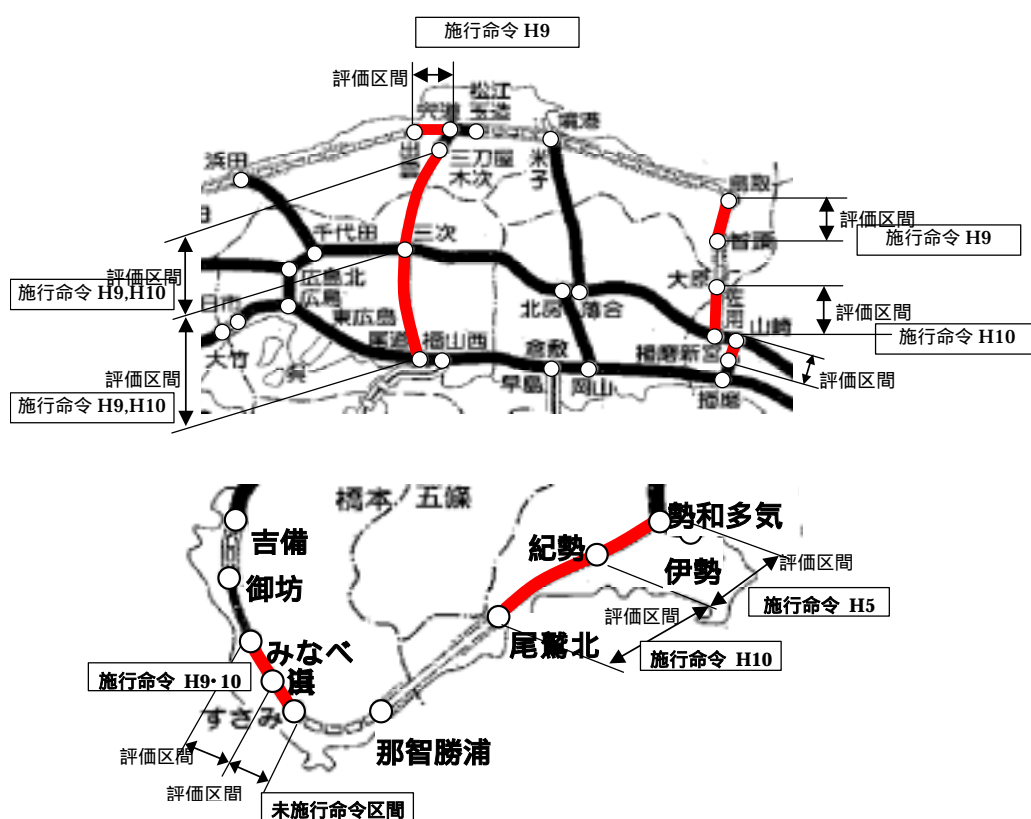 施行命令 H9
評価区間
松江
宍道 玉造
境港
浜田
出雲
三刀屋
木次
米子
鳥取
評価区間
千代田
三次
智頭
施行命令 H9
評価区間
大原
施行命令 H9,H10
広島北
広島
佐用
評価区間
北房
落合
山崎
東広島
施行命令 H10
大竹
尾道
福山西
倉敷
播磨新宮
評価区間
呉
早島
岡山
播磨
評価区間
施行命令 H9,H10
橋本
五條
勢和多気
吉備
紀勢
伊勢
評価区間
御坊
施行命令 H5
評価区間
尾鷲北
みなべ
施行命令 H10
施行命令 H9・10
すさみ
那智勝浦
評価区間
評価区間
未施行命令区間